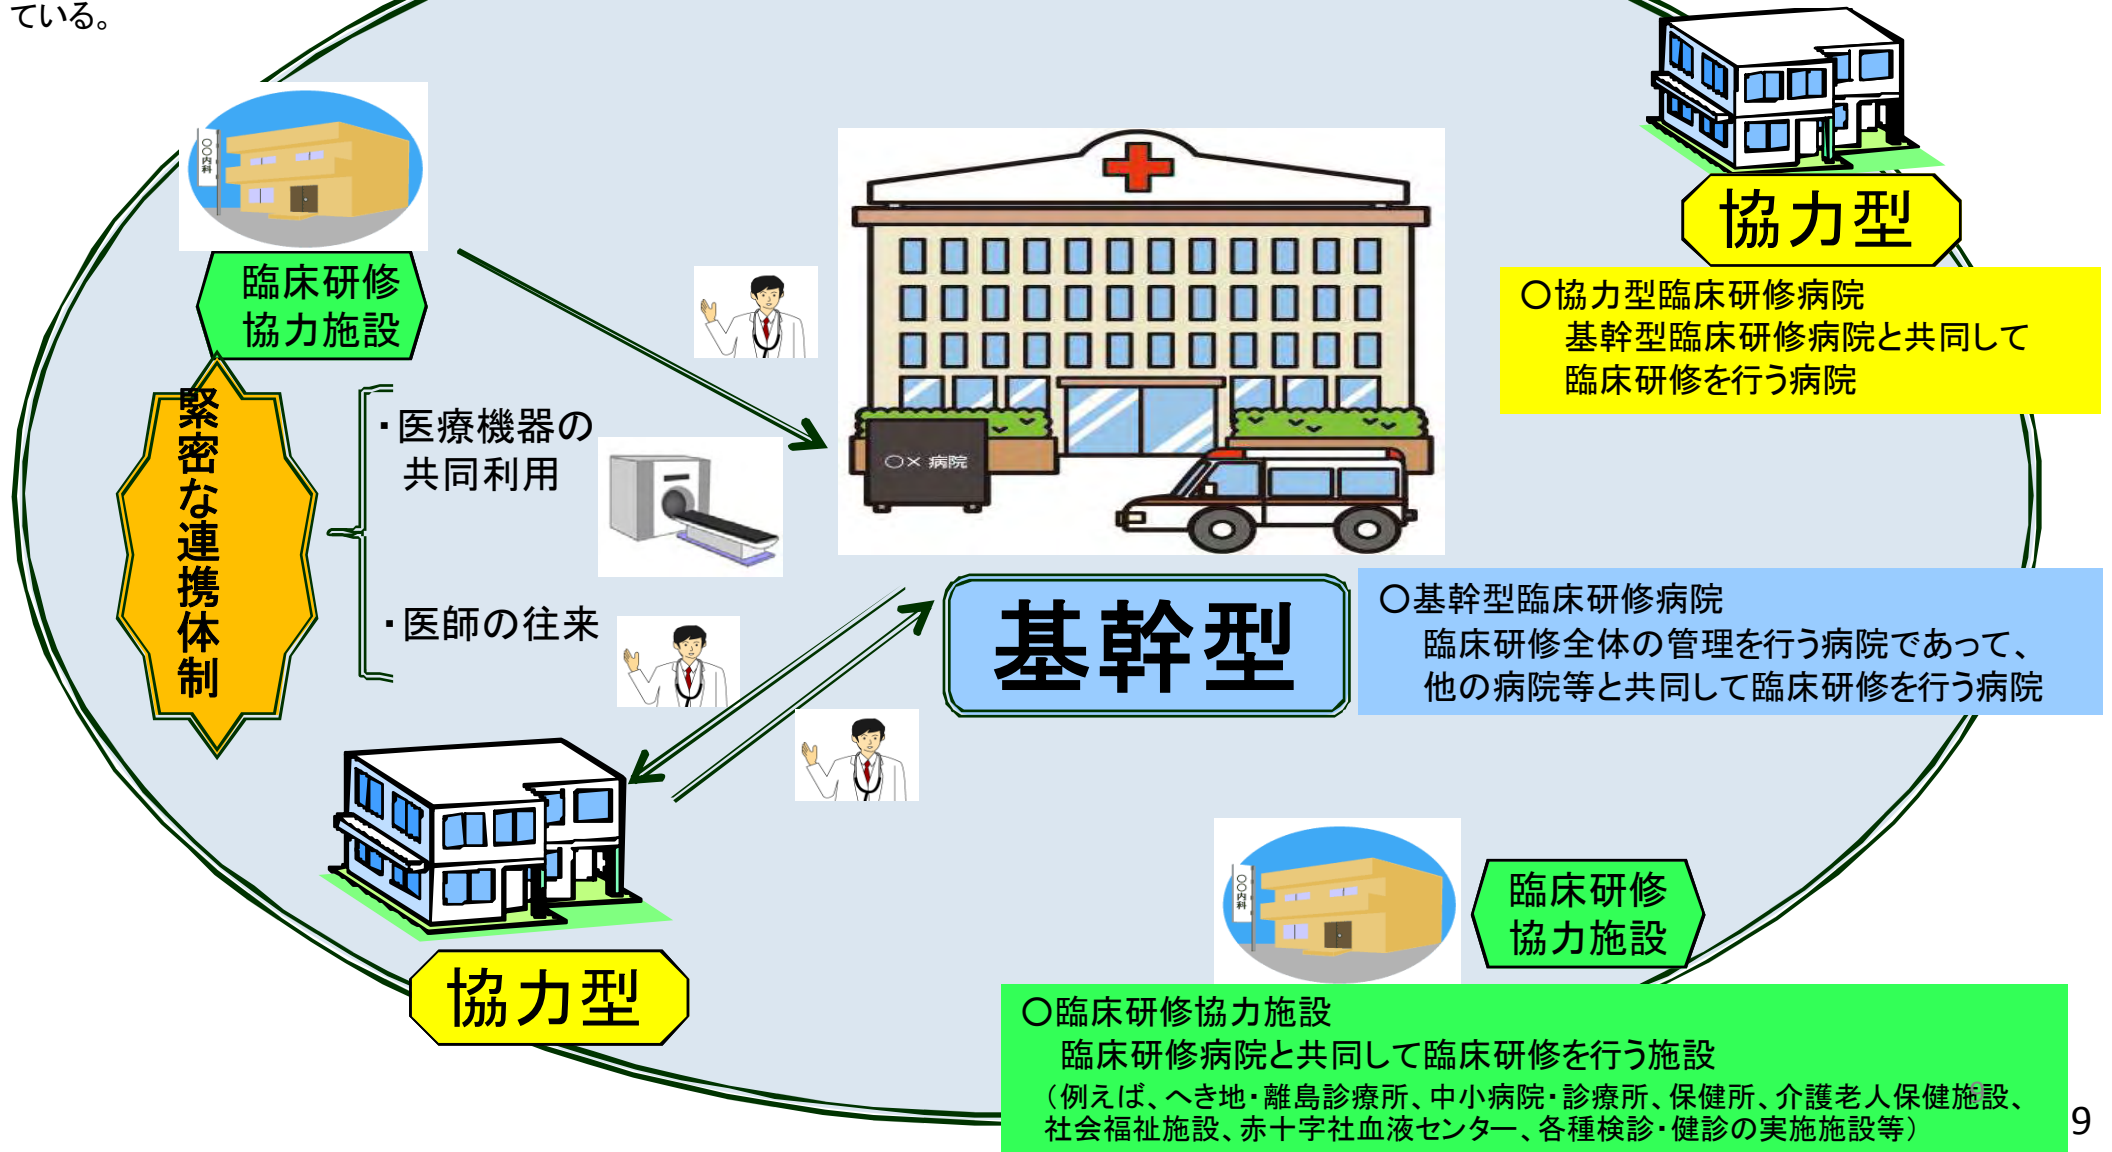 ている。
〇〇内科
臨床研修
協力施設
緊密な連携体制
・医療機器の
共同利用
・医師の往来
〇× 病院
基幹型
協力型
〇協力型臨床研修病院
基幹型臨床研修病院と共同して
臨床研修を行う病院
〇基幹型臨床研修病院
臨床研修全体の管理を行う病院であって、
他の病院等と共同して臨床研修を行う病院
協力型
〇〇内科
臨床研修
協力施設
〇臨床研修協力施設
臨床研修病院と共同して臨床研修を行う施設
（例えば、へき地・離島診療所、中小病院・診療所、保健所、介護老人保健施設、
社会福祉施設、赤十字社血液センター、各種検診・健診の実施施設等）
9